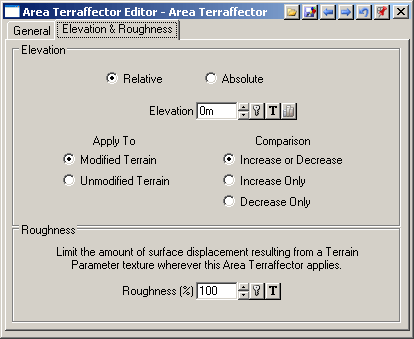 Area Terraffector Editor - Area Terraffector
General
Elevation & Roughness
Elevation
Relative
Absolute
Elevation 0m T
Apply To
Comparison
Modified Terrain
Increase or Decrease
Unmodified Terrain
Increase Only
Decrease Only
Roughness
Limit the amount of surface displacement resulting from a Terrain
Parameter texture wherever this Area Terraffector applies.
Roughness (%) 100 T